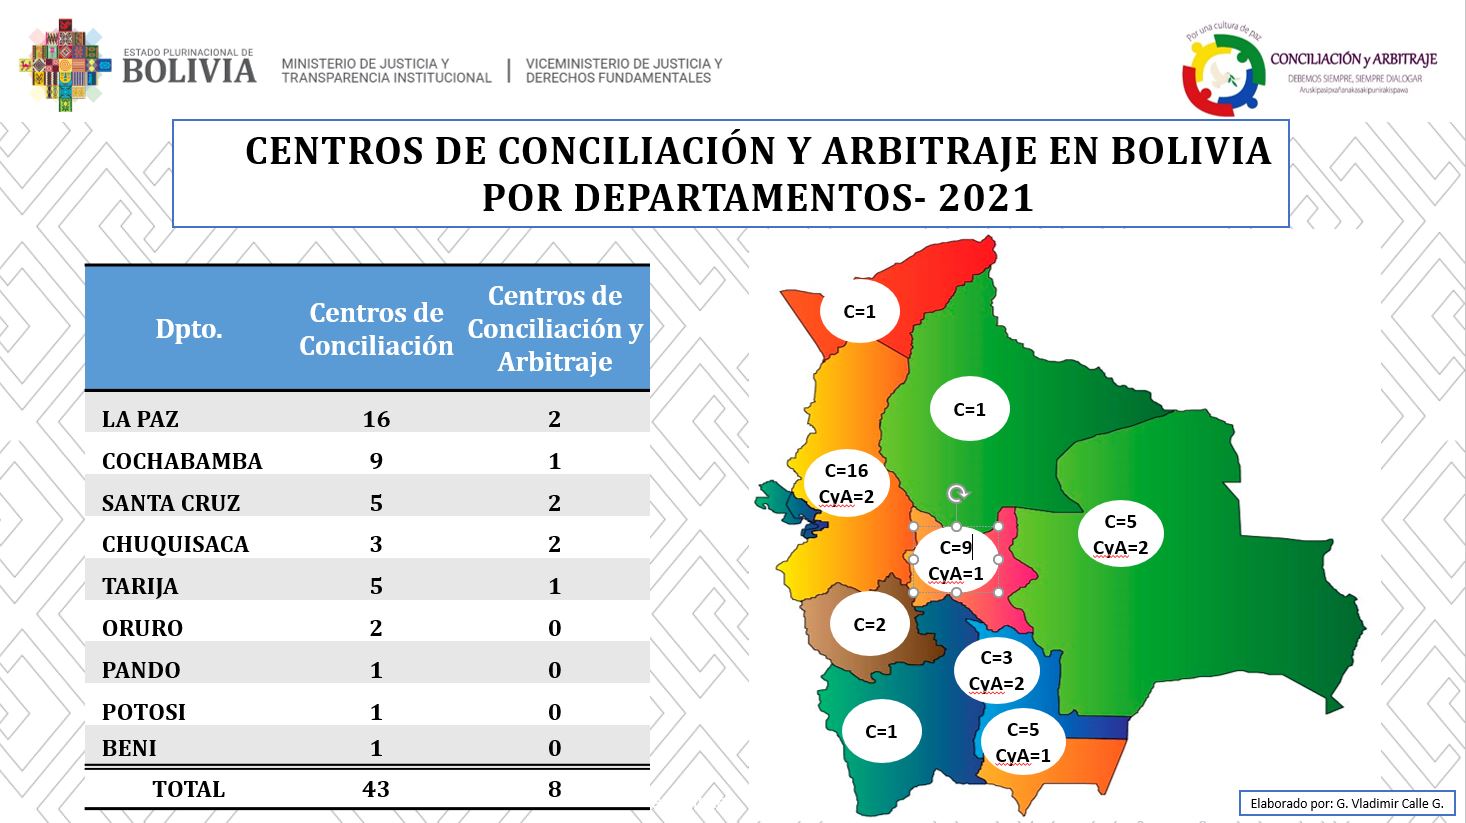 ESTADO PLURINACIONAL DE
BOLIVIA
MINISTERIO DE JUSTICIA Y
TRANSPARENCIA INSTITUCIONAL
VICEMINISTERIO DE JUSTICIA Y
DERECHOS FUNDAMENTALES
Por una cultura de paz
CONCILIACIÓN y ARBITRAJE
DEBEMOS SIEMPRE, SIEMPRE DIALOGAR
Aruskipasipxañanakasakipunirakispawa
CENTROS DE CONCILIACIÓN Y ARBITRAJE EN BOLIVIA
POR DEPARTAMENTOS- 2021
Dpto. Centros de Conciliación Centros de Conciliación y Arbitraje
LA PAZ 16 2
COCHABAMBA 9 1
SANTA CRUZ 5 2
CHUQUISACA 3 2
TARIJA 5 1
ORURO 2 0
PANDO 1 0
POTOSI 1 0
BENI 1 0
TOTAL 43 8
C=1
C=1
C=16
CyA=2
C=5
CyA=2
C=9
CyA=1
C=2
C=3
CyA=2
C=1
C=5
CyA=1
Elaborado por: G. Vladimir Calle G.